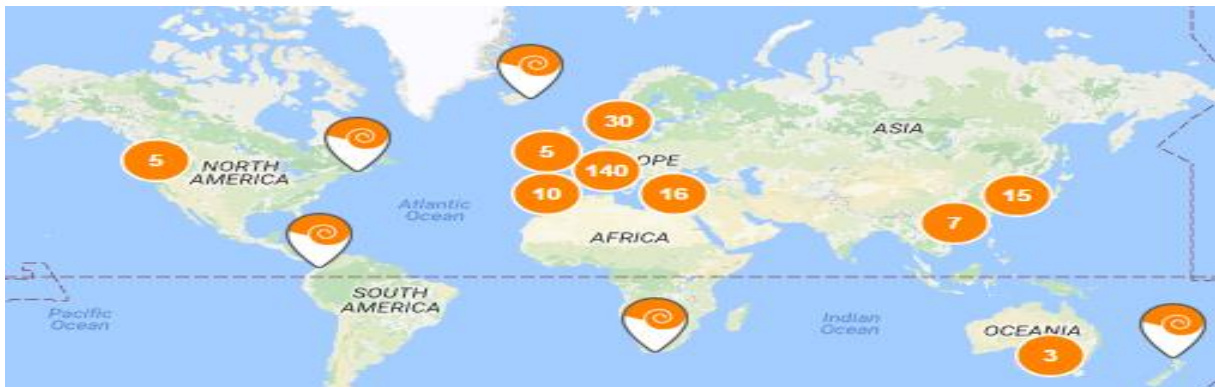 30
ASIA
5
5
NORTH
AMERICA
OPE
140
10
16
15
7
Atlantic
Ocean
AFRICA
SOUTH
AMERICA
Pacific
Ocean
Indian
Ocean
OCEANIA
3